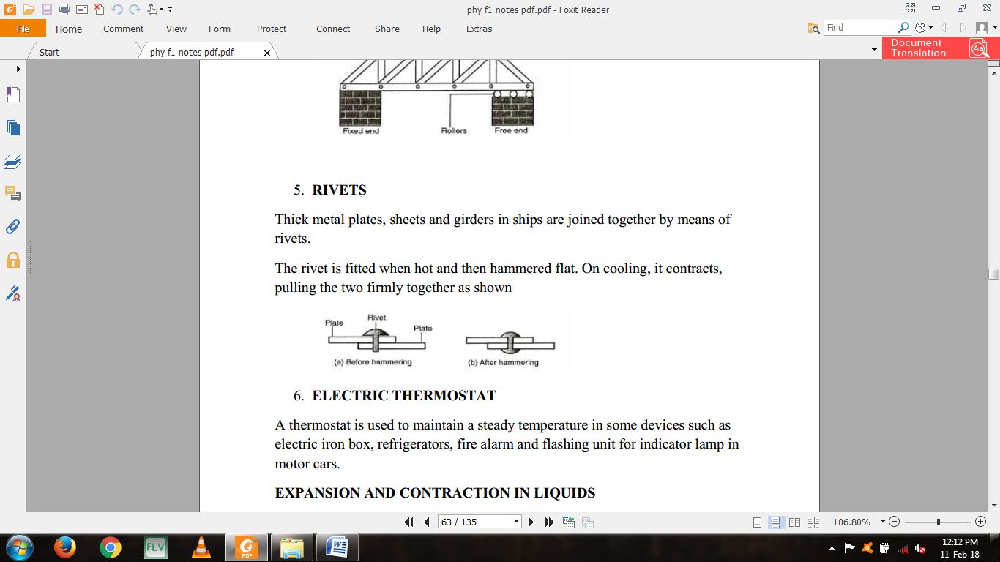 phy f1 notes pdf.pdf - Foxit Reader
File Home Comment View Form Protect Connect Share Help Extras
Find
Start phy f1 notes pdf.pdf
Document
Translation
Aa
Fixed end Rollers Free end
5. RIVETS
Thick metal plates, sheets and girders in ships are joined together by means of
rivets.
The rivet is fitted when hot and then hammered flat. On cooling, it contracts,
pulling the two firmly together as shown
Plate Rivet Plate
(a) Before hammering (b) After hammering
6. ELECTRIC THERMOSTAT
A thermostat is used to maintain a steady temperature in some devices such as
electric iron box, refrigerators, fire alarm and flashing unit for indicator lamp in
motor cars.
EXPANSION AND CONTRACTION IN LIQUIDS
63 / 135
106.80%
FLV
PDF
12:12 PM
11-Feb-18